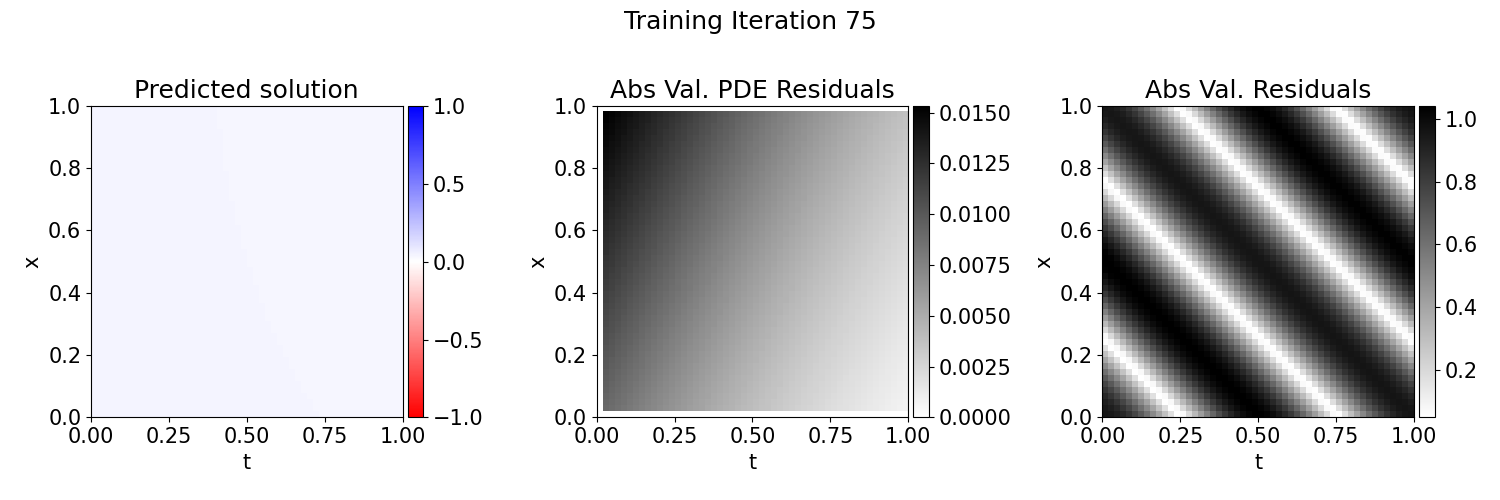 Training Iteration 75
Predicted solution
1.0
0.8
0.6
0.4
0.2
0.0
x
0.00 0.25 0.50 0.75 1.00
t
1.0
0.5
0.0
−0.5
−1.0
Abs Val. PDE Residuals
1.0
0.8
0.6
0.4
0.2
0.0
x
0.00 0.25 0.50 0.75 1.00
t
0.0150
0.0125
0.0100
0.0075
0.0050
0.0025
0.0000
Abs Val. Residuals
1.0
0.8
0.6
0.4
0.2
0.0
x
0.00 0.25 0.50 0.75 1.00
t
1.0
0.8
0.6
0.4
0.2